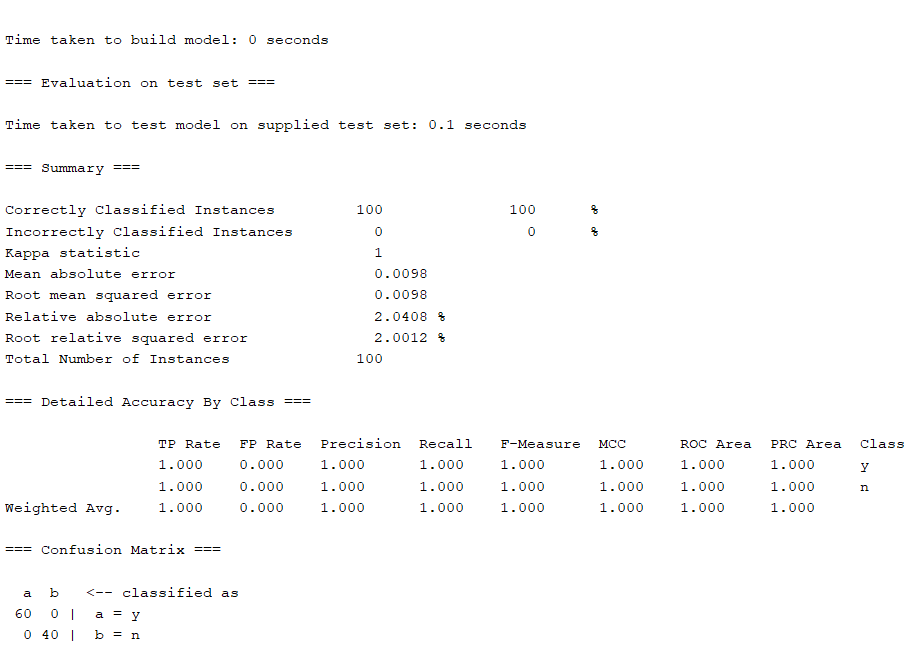 Time taken to build model: 0 seconds
=== Evaluation on test set ===
Time taken to test model on supplied test set: 0.1 seconds
=== Summary ===
Correctly Classified Instances 100 100 %
Incorrectly Classified Instances 0 0 %
Kappa statistic 1
Mean absolute error 0.0098
Root mean squared error 0.0098
Relative absolute error 2.0408 %
Root relative squared error 2.0012 %
Total Number of Instances 100
=== Detailed Accuracy By Class ===
TP Rate FP Rate Precision Recall F-Measure MCC ROC Area PRC Area Class
1.000 0.000 1.000 1.000 1.000 1.000 1.000 1.000 y
1.000 0.000 1.000 1.000 1.000 1.000 1.000 1.000 n
Weighted Avg. 1.000 0.000 1.000 1.000 1.000 1.000 1.000 1.000
=== Confusion Matrix ===
a b <-- classified as
60 0 | a = y
0 40 | b = n